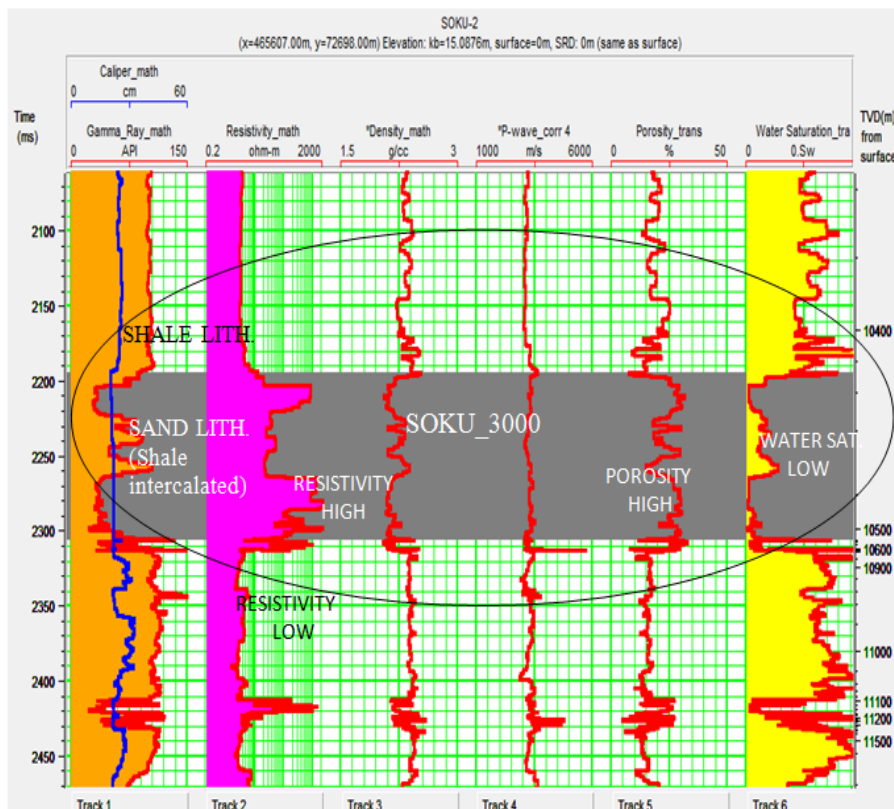 SOKU-2
(x=465607.00m, y=72698.00m) Elevation: kb=15.0876m, surface=0m, SRD: 0m (same as surface)
Caliper_math
0 cm 60
Time
(ms)
Gamma_Ray_math
0 API 150
Resistivity_math
0.2 ohm-m 2000
*Density_math
1.5 g/cc 3
*P-wave_corr 4
1000 m/s 6000
Porosity_trans
0 % 50
Water Saturation_tra
0 0.Sw
TVD(m)
from
surface
2100
2150
2200
2250
2300
2350
2400
2450
SHALE LITH.
SAND LITH.
(Shale
intercalated)
SOKU_3000
RESISTIVITY
HIGH
POROSITY
HIGH
WATER SAT.
LOW
RESISTIVITY
LOW
10400
10500
10600
10900
11000
11100
11200
11500
Track 1
Track 2
Track 3
Track 4
Track 5
Track 6